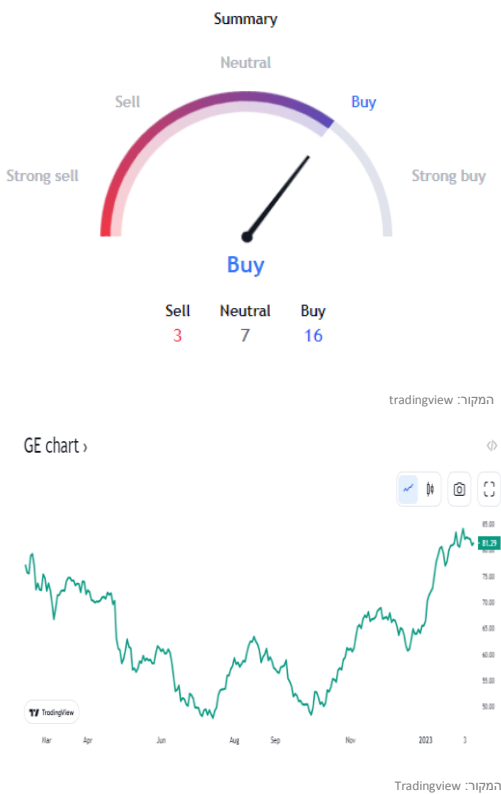 Summary
Neutral
Sell
Buy
Strong sell
Strong buy
Buy
Sell Neutral Buy
3 7 16
המקור: tradingview
GE chart ›
85.00
81.29
80.00
75.00
70.00
65.00
60.00
55.00
50.00
TradingView
Mar Apr Jun Aug Sep Nov 2023 3
המקור: Tradingview